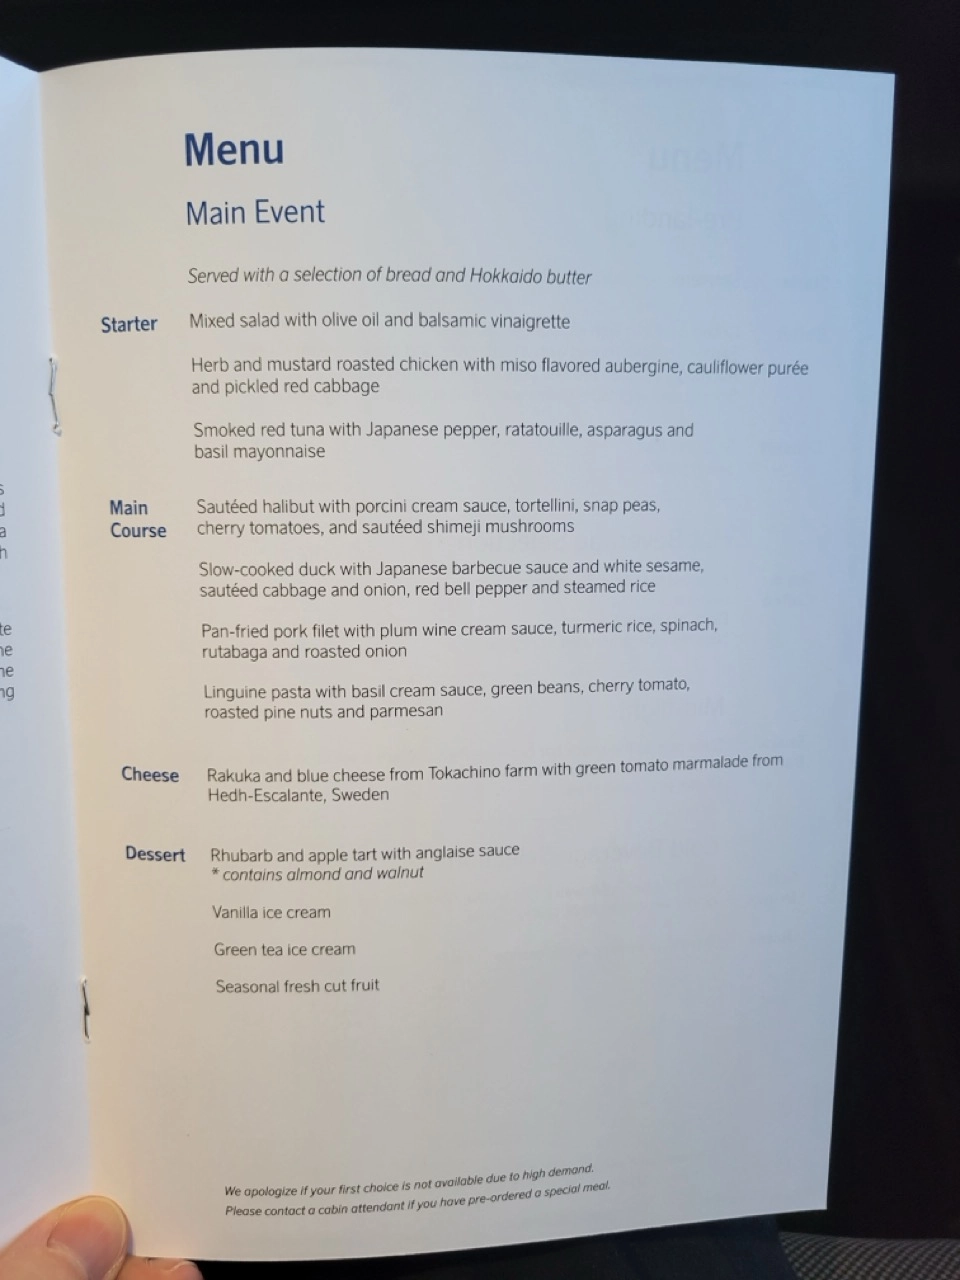 Menu
Main Event
Served with a selection of bread and Hokkaido butter
Starter
Mixed salad with olive oil and balsamic vinaigrette
Herb and mustard roasted chicken with miso flavored aubergine, cauliflower purée
and pickled red cabbage
Smoked red tuna with Japanese pepper, ratatouille, asparagus and
basil mayonnaise
Main
Course
Sautéed halibut with porcini cream sauce, tortellini, snap peas,
cherry tomatoes, and sautéed shimeji mushrooms
Slow-cooked duck with Japanese barbecue sauce and white sesame,
sautéed cabbage and onion, red bell pepper and steamed rice
Pan-fried pork filet with plum wine cream sauce, turmeric rice, spinach,
rutabaga and roasted onion
Linguine pasta with basil cream sauce, green beans, cherry tomato,
roasted pine nuts and parmesan
Cheese
Rakuka and blue cheese from Tokachino farm with green tomato marmalade from
Hedh-Escalante, Sweden
Dessert
Rhubarb and apple tart with anglaise sauce
* contains almond and walnut
Vanilla ice cream
Green tea ice cream
Seasonal fresh cut fruit
We apologize if your first choice is not available due to high demand.
Please contact a cabin attendant if you have pre-ordered a special meal.